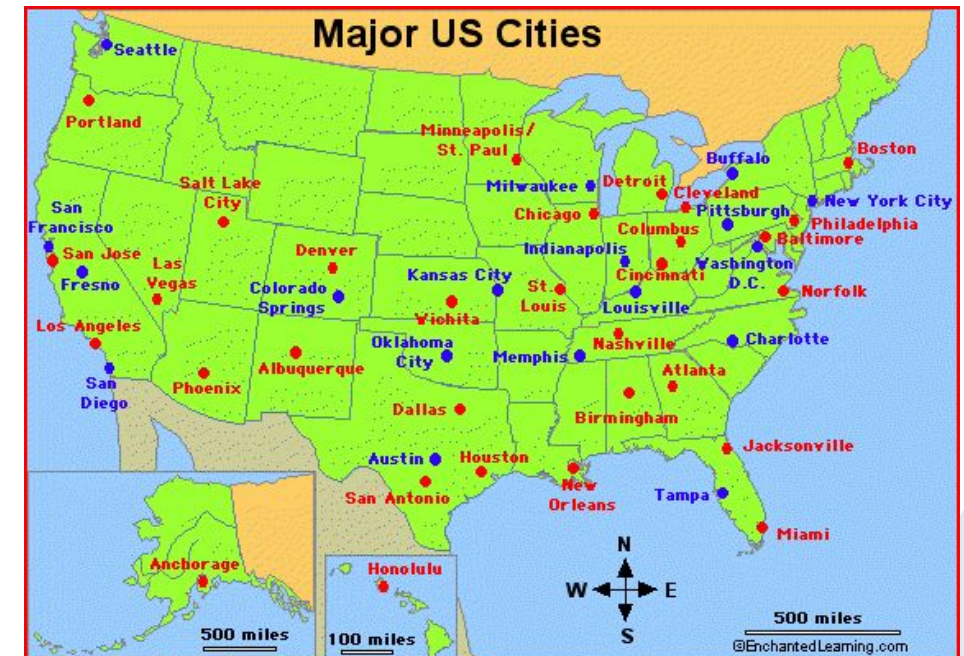 Major US Cities
Seattle
Portland
Minneapolis/
St. Paul
Boston
Buffalo
Milwaukee
Detroit
Cleveland
Salt Lake
City
New York City
San
Francisco
Chicago
Pittsburgh
Philadelphia
Columbus
Baltimore
San Jose
Las
Vegas
Denver
Indianapolis
Fresno
Kansas City
Cincinnati
Washington
D.C.
Colorado
Springs
St.
Louis
Norfolk
Louisville
Wichita
Los Angeles
Oklahoma
City
Nashville
Charlotte
Memphis
Albuquerque
Atlanta
San
Diego
Phoenix
Dallas
Birmingham
Jacksonville
Austin
Houston
San Antonio
New
Orleans
Tampa
Miami
Anchorage
Honolulu
N
W
E
S
500 miles
100 miles
500 miles
©EnchantedLearning.com